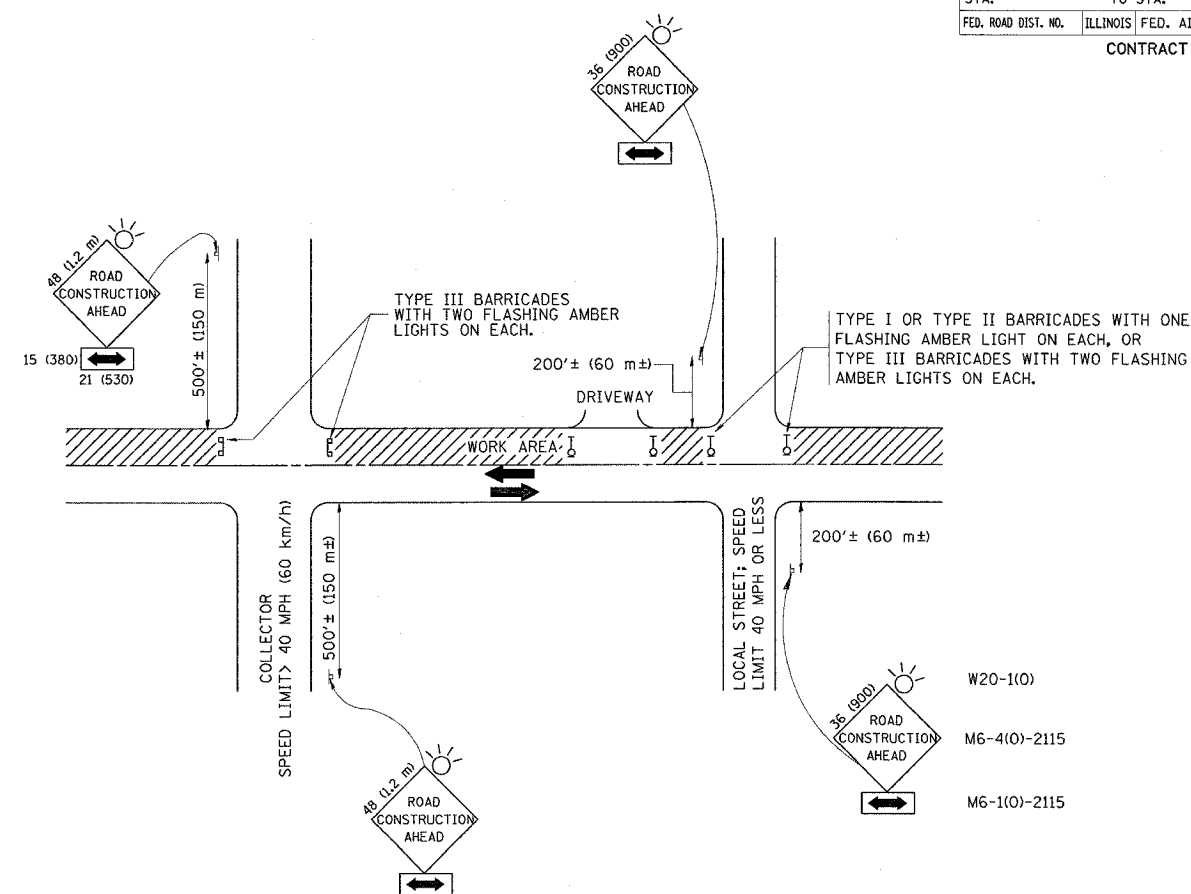 STA. TO STA.
FED. ROAD DIST. NO. ILLINOIS FED. AI
CONTRACT
36 (900)
ROAD
CONSTRUCTION
AHEAD
48 (1.2 m)
ROAD
CONSTRUCTION
AHEAD
15 (380)
21 (530)
500'± (150 m)
TYPE III BARRICADES
WITH TWO FLASHING AMBER
LIGHTS ON EACH.
200'± (60 m±)
DRIVEWAY
TYPE I OR TYPE II BARRICADES WITH ONE
FLASHING AMBER LIGHT ON EACH, OR
TYPE III BARRICADES WITH TWO FLASHING
AMBER LIGHTS ON EACH.
WORK AREA
COLLECTOR
SPEED LIMIT> 40 MPH (60 km/h)
500'± (150 m±)
LOCAL STREET; SPEED
LIMIT 40 MPH OR LESS
200'± (60 m±)
36 (900)
ROAD
CONSTRUCTION
AHEAD
W20-1(O)
M6-4(O)-2115
M6-1(O)-2115
48 (1.2 m)
ROAD
CONSTRUCTION
AHEAD